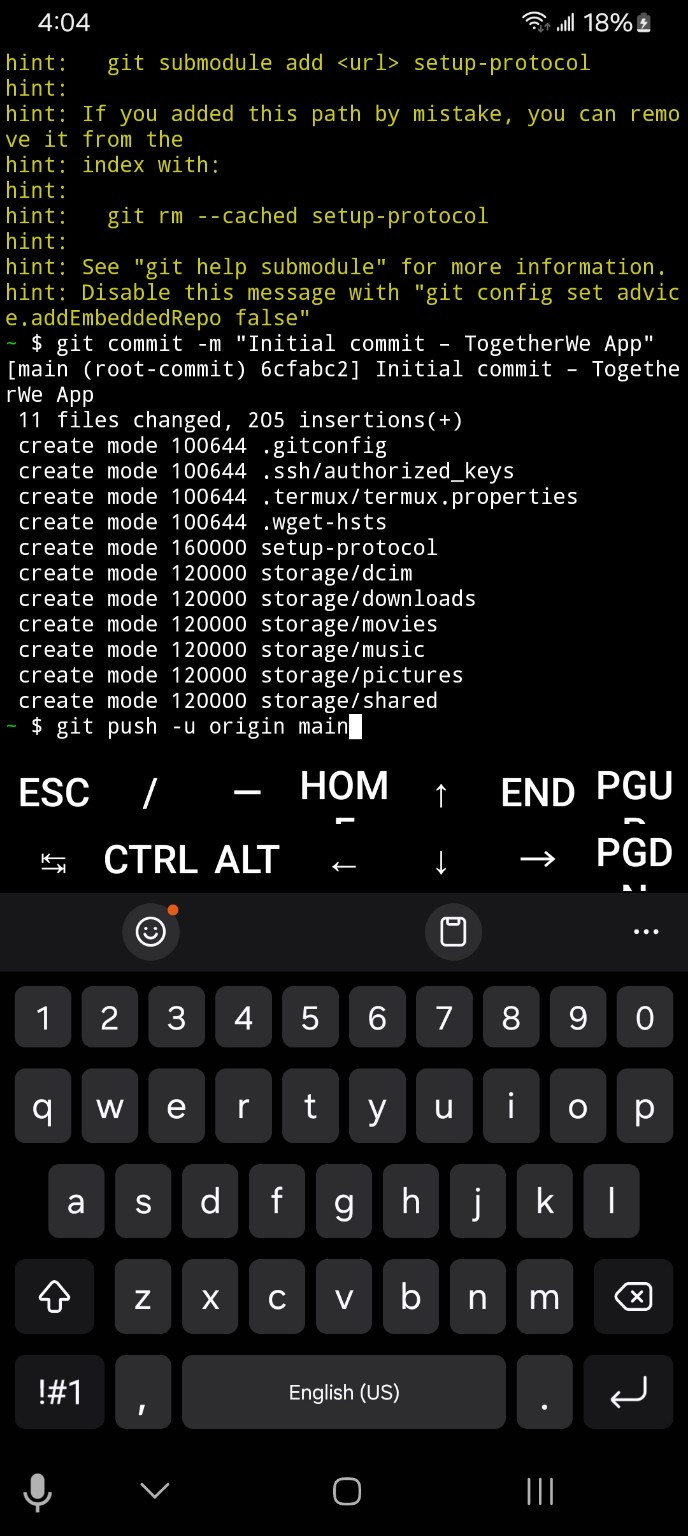 4:04 18%
hint:   git submodule add <url> setup-protocol
hint:
hint: If you added this path by mistake, you can remo
ve it from the
hint: index with:
hint:
hint:   git rm --cached setup-protocol
hint:
hint: See "git help submodule" for more information.
hint: Disable this message with "git config set advic
e.addEmbeddedRepo false"
~ $ git commit -m "Initial commit – TogetherWe App"
[main (root-commit) 6cfabc2] Initial commit – Togethe
rWe App
 11 files changed, 205 insertions(+)
 create mode 100644 .gitconfig
 create mode 100644 .ssh/authorized_keys
 create mode 100644 .termux/termux.properties
 create mode 100644 .wget-hsts
 create mode 160000 setup-protocol
 create mode 120000 storage/dcim
 create mode 120000 storage/downloads
 create mode 120000 storage/movies
 create mode 120000 storage/music
 create mode 120000 storage/pictures
 create mode 120000 storage/shared
~ $ git push -u origin main
ESC / — HOME ↑ END PGUP
↹ CTRL ALT ← ↓ → PGDN
1 2 3 4 5 6 7 8 9 0
q w e r t y u i o p
a s d f g h j k l
z x c v b n m
!#1 , English (US) .